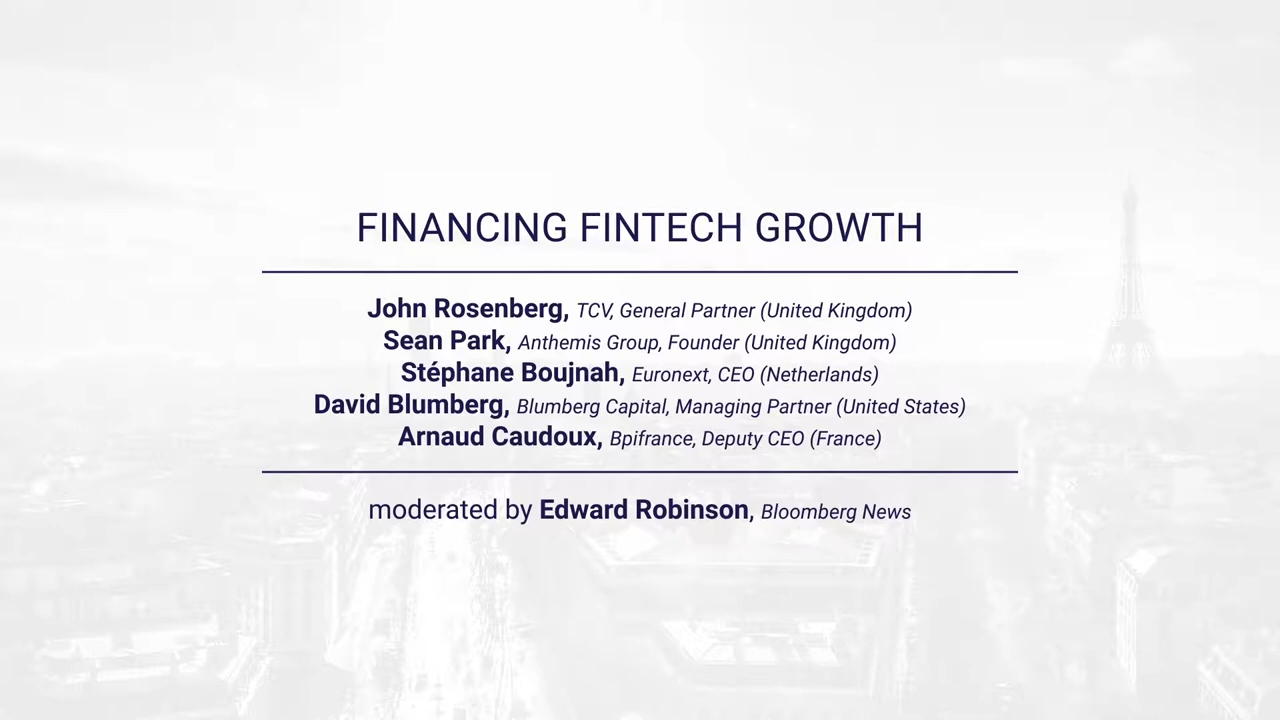 FINANCING FINTECH GROWTH
John Rosenberg, TCV, General Partner (United Kingdom)
Sean Park, Anthemis Group, Founder (United Kingdom)
Stéphane Boujnah, Euronext, CEO (Netherlands)
David Blumberg, Blumberg Capital, Managing Partner (United States)
Arnaud Caudoux, Bpifrance, Deputy CEO (France)
moderated by Edward Robinson, Bloomberg News